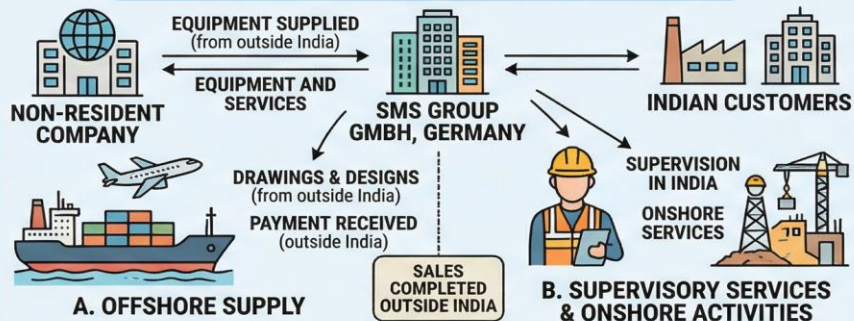 EQUIPMENT SUPPLIED
(from outside India)
EQUIPMENT AND
SERVICES
NON-RESIDENT
COMPANY
SMS GROUP
GMBH, GERMANY
INDIAN CUSTOMERS
DRAWINGS & DESIGNS
(from outside India)
PAYMENT RECEIVED
(outside India)
SALES
COMPLETED
OUTSIDE INDIA
SUPERVISION
IN INDIA
ONSHORE
SERVICES
A. OFFSHORE SUPPLY
B. SUPERVISORY SERVICES
& ONSHORE ACTIVITIES